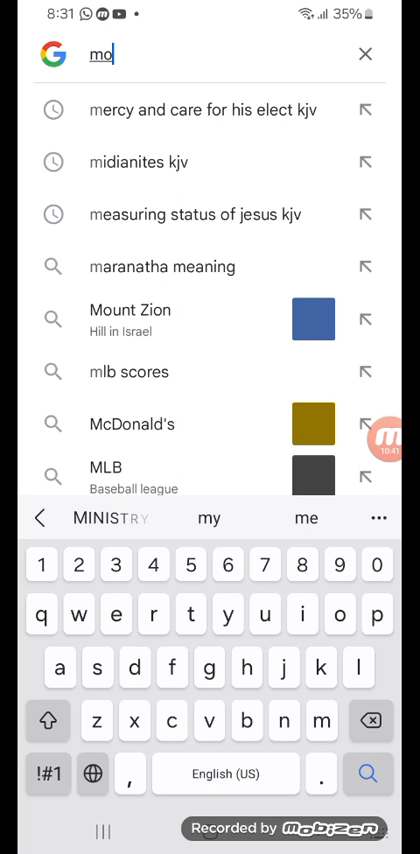 8:31 35%
mo
mercy and care for his elect kjv
midianites kjv
measuring status of jesus kjv
maranatha meaning
Mount Zion
Hill in Israel
mlb scores
McDonald's
MLB
Baseball league
10:41
MINISTRY my me
1 2 3 4 5 6 7 8 9 0
q w e r t y u i o p
a s d f g h j k l
z x c v b n m
!#1 , English (US) .
Recorded by mobizen